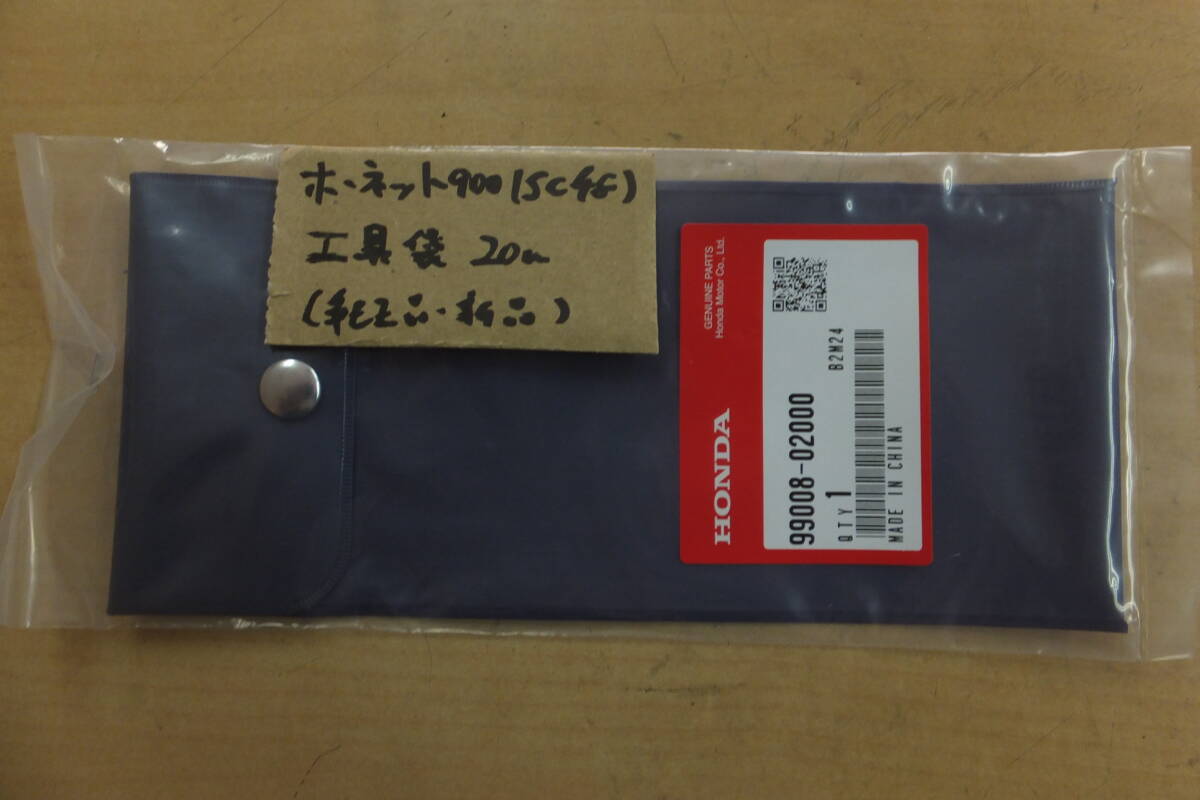 ホーネット900(SC48)
工具袋 20㎝
(純正品・新品)
GENUINE PARTS
Honda Motor Co., Ltd.
HONDA
99008-02000
QTY 1
B2M24
MADE IN CHINA